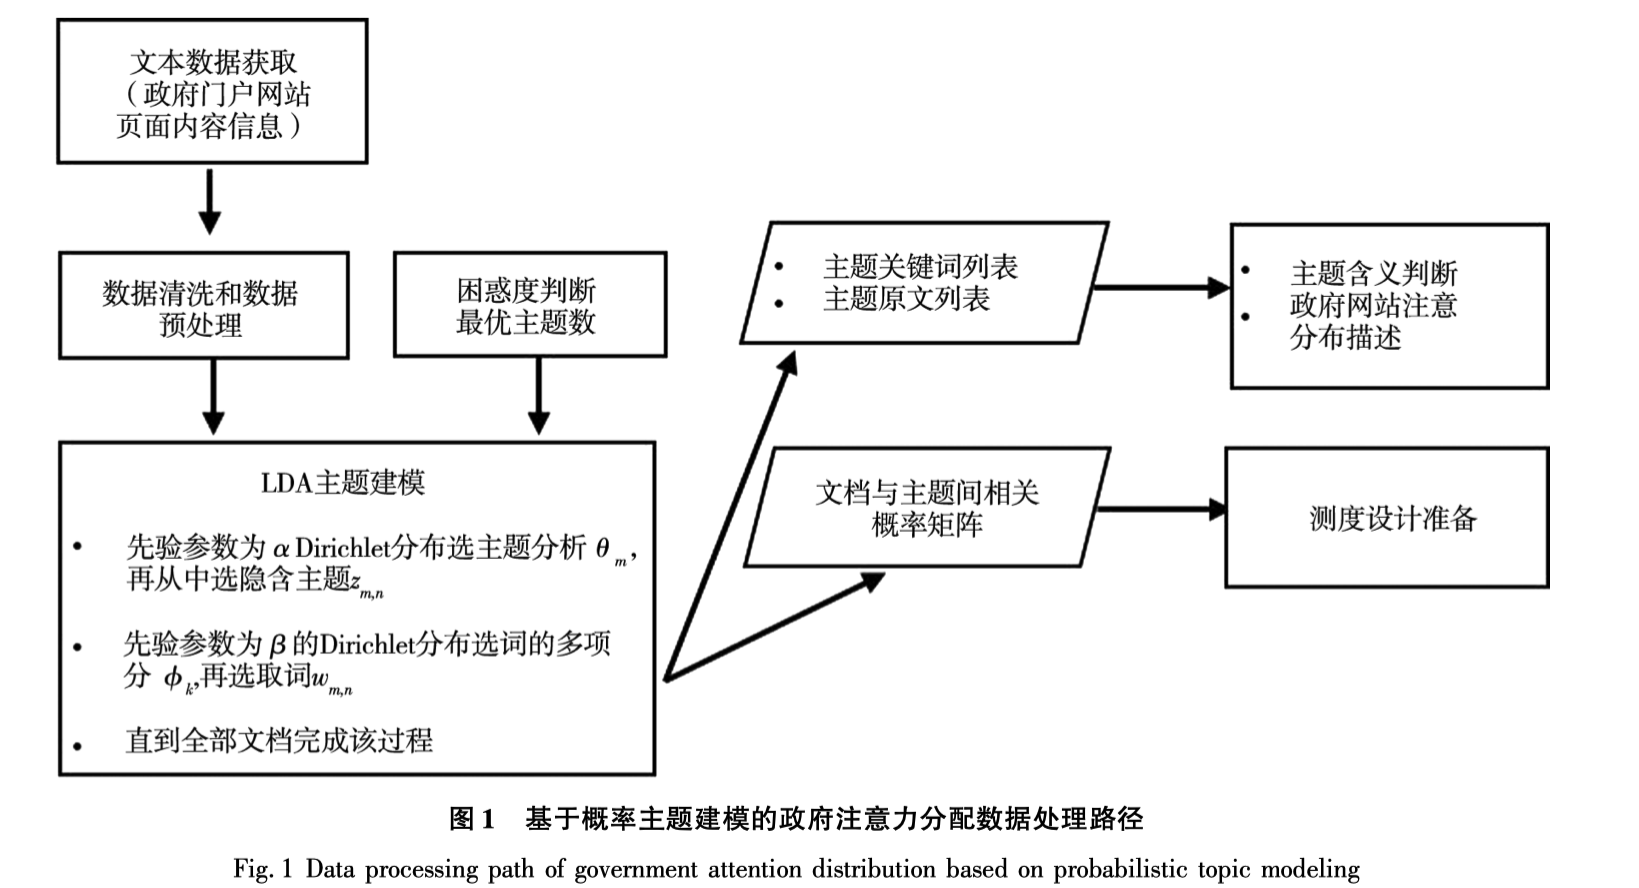 文本数据获取
（政府门户网站
页面内容信息）
数据清洗和数据
预处理
困惑度判断
最优主题数
LDA主题建模
• 先验参数为 α Dirichlet分布选主题分析 θm,
再从中选隐含主题zm,n
• 先验参数为 β 的Dirichlet分布选词的多项
分 ϕk,再选取词wm,n
• 直到全部文档完成该过程
• 主题关键词列表
• 主题原文列表
• 主题含义判断
• 政府网站注意
分布描述
文档与主题间相关
概率矩阵
测度设计准备
图 1 基于概率主题建模的政府注意力分配数据处理路径
Fig. 1 Data processing path of government attention distribution based on probabilistic topic modeling